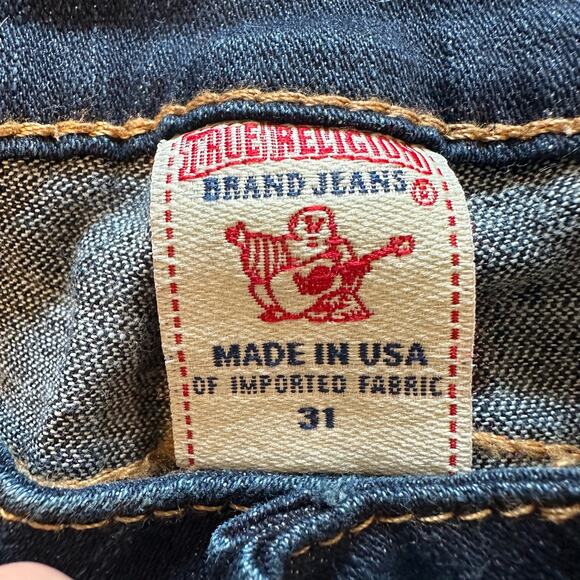 TRUE RELIGION
BRAND JEANS ®
MADE IN USA
OF IMPORTED FABRIC
31